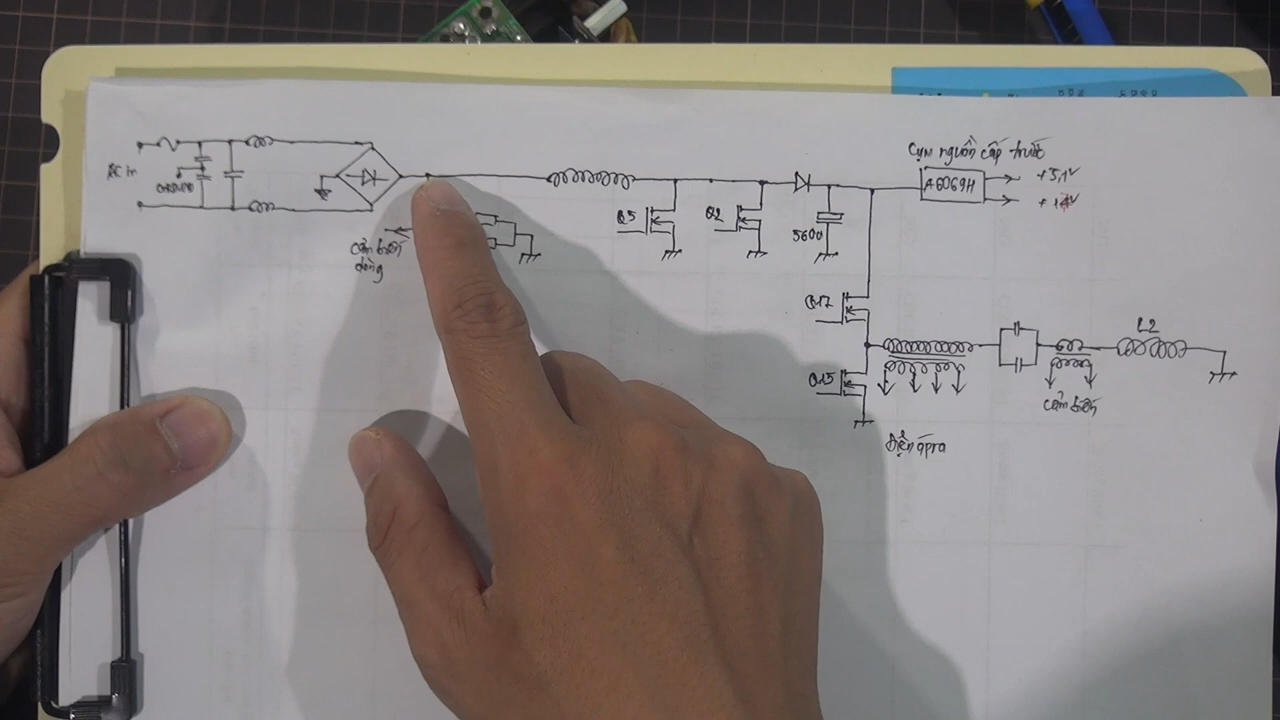 AC in
Cụm nguồn cấp trước
A6069H
+5,1V
Q5
Q2
560u
cảm biến
dòng
Q17
Q15
L2
cảm biến
Điện áp ra